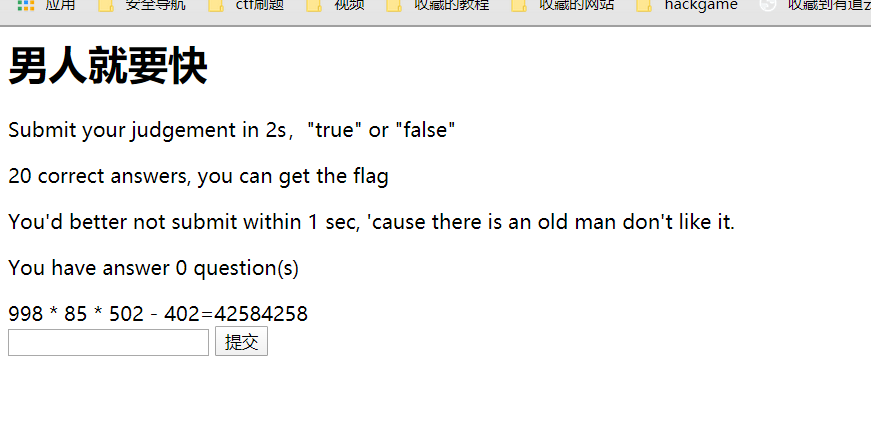 应用 安全导航 ctf刷题 视频 收藏的教程 收藏的网站 hackgame 收藏到有道云
男人就要快
Submit your judgement in 2s，"true" or "false"
20 correct answers, you can get the flag
You'd better not submit within 1 sec, 'cause there is an old man don't like it.
You have answer 0 question(s)
998 * 85 * 502 - 402=42584258
提交